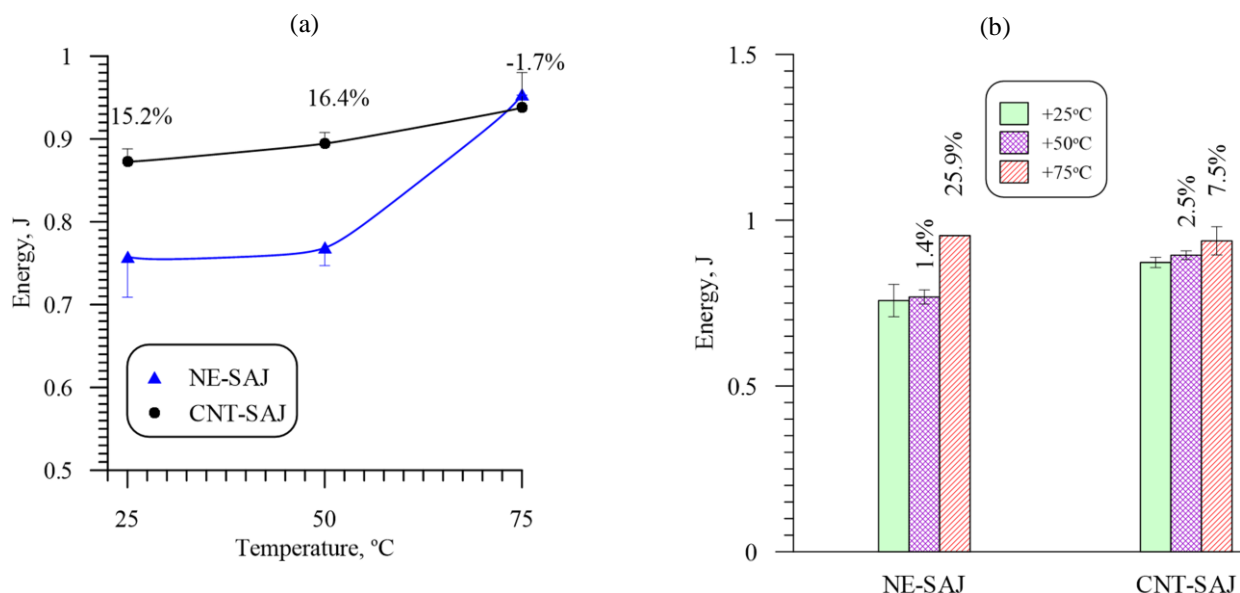 (a)
1
0.9
0.8
0.7
0.6
0.5
Energy, J
15.2%
16.4%
-1.7%
NE-SAJ
CNT-SAJ
25
50
75
Temperature, ºC
(b)
1.5
1
0.5
0
Energy, J
+25ºC
+50ºC
+75ºC
1.4%
25.9%
2.5%
7.5%
NE-SAJ
CNT-SAJ